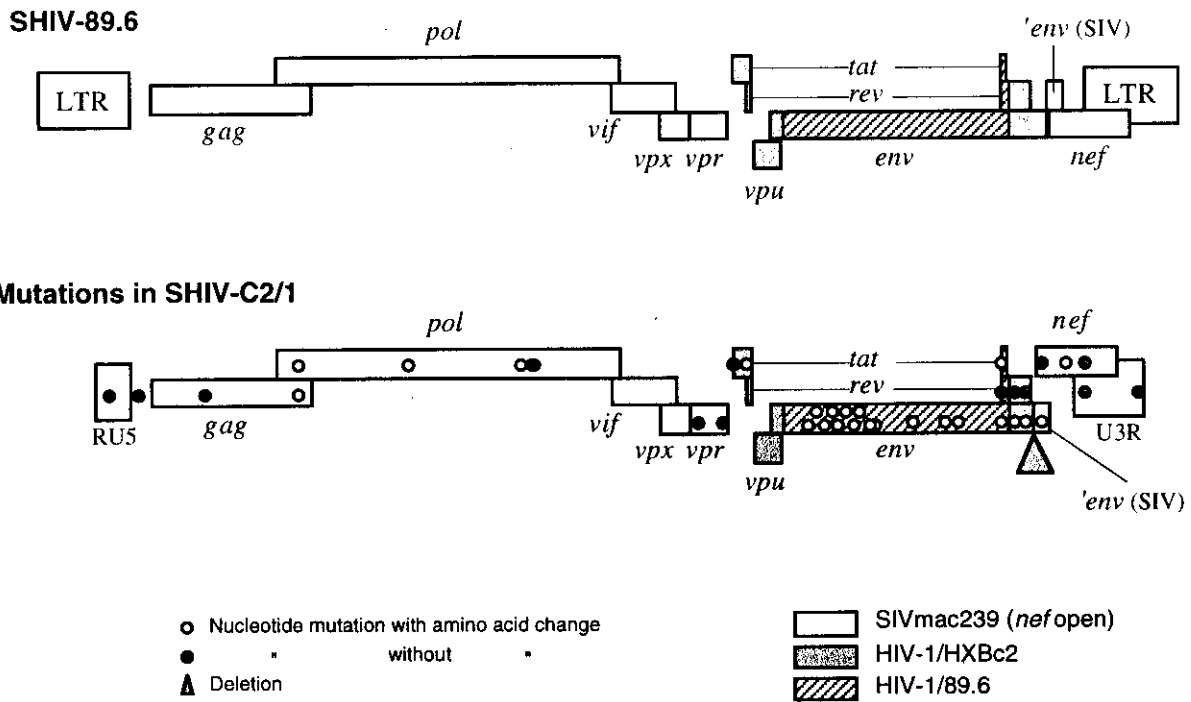 SHIV-89.6
pol
'env (SIV)
LTR
tat
rev
LTR
gag
vif
vpx vpr
env
nef
vpu
Mutations in SHIV-C2/1
pol
nef
tat
rev
RU5
gag
vif
vpx vpr
env
U3R
vpu
'env (SIV)
Nucleotide mutation with amino acid change
" without "
Deletion
SIVmac239 (nef open)
HIV-1/HXBc2
HIV-1/89.6